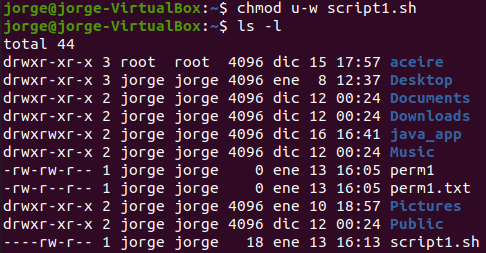 jorge@jorge-VirtualBox:~$ chmod u-w script1.sh
jorge@jorge-VirtualBox:~$ ls -l
total 44
drwxr-xr-x 3 root  root  4096 dic 15 17:57 aceire
drwxr-xr-x 3 jorge jorge 4096 ene  8 12:37 Desktop
drwxr-xr-x 2 jorge jorge 4096 dic 12 00:24 Documents
drwxr-xr-x 2 jorge jorge 4096 dic 12 00:24 Downloads
drwxrwxr-x 2 jorge jorge 4096 dic 16 16:41 java_app
drwxr-xr-x 2 jorge jorge 4096 dic 12 00:24 Music
-rw-rw-r-- 1 jorge jorge    0 ene 13 16:05 perm1
-rw-r--r-- 1 jorge jorge    0 ene 13 16:05 perm1.txt
drwxr-xr-x 2 jorge jorge 4096 ene 10 18:57 Pictures
drwxr-xr-x 2 jorge jorge 4096 dic 12 00:24 Public
----rw-r-- 1 jorge jorge   18 ene 13 16:13 script1.sh